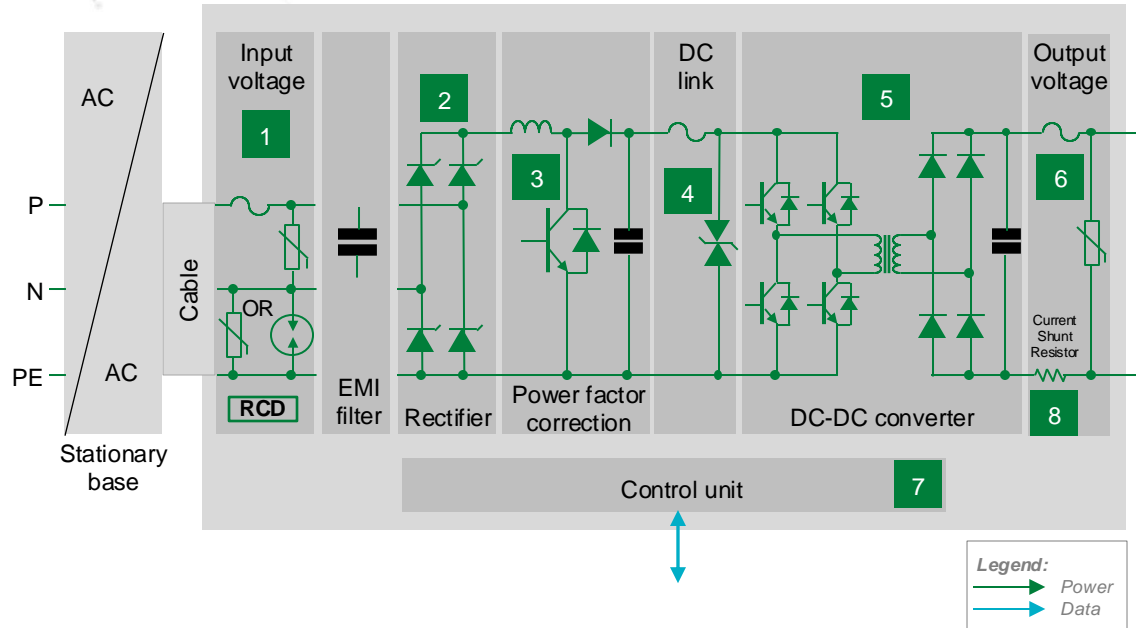 AC
AC
P
N
PE
Stationary
base
Cable
Input
voltage
1
OR
RCD
EMI
filter
2
Rectifier
3
Power factor
correction
DC
link
4
5
DC-DC converter
Output
voltage
6
Current
Shunt
Resistor
8
Control unit
7
Legend:
Power
Data